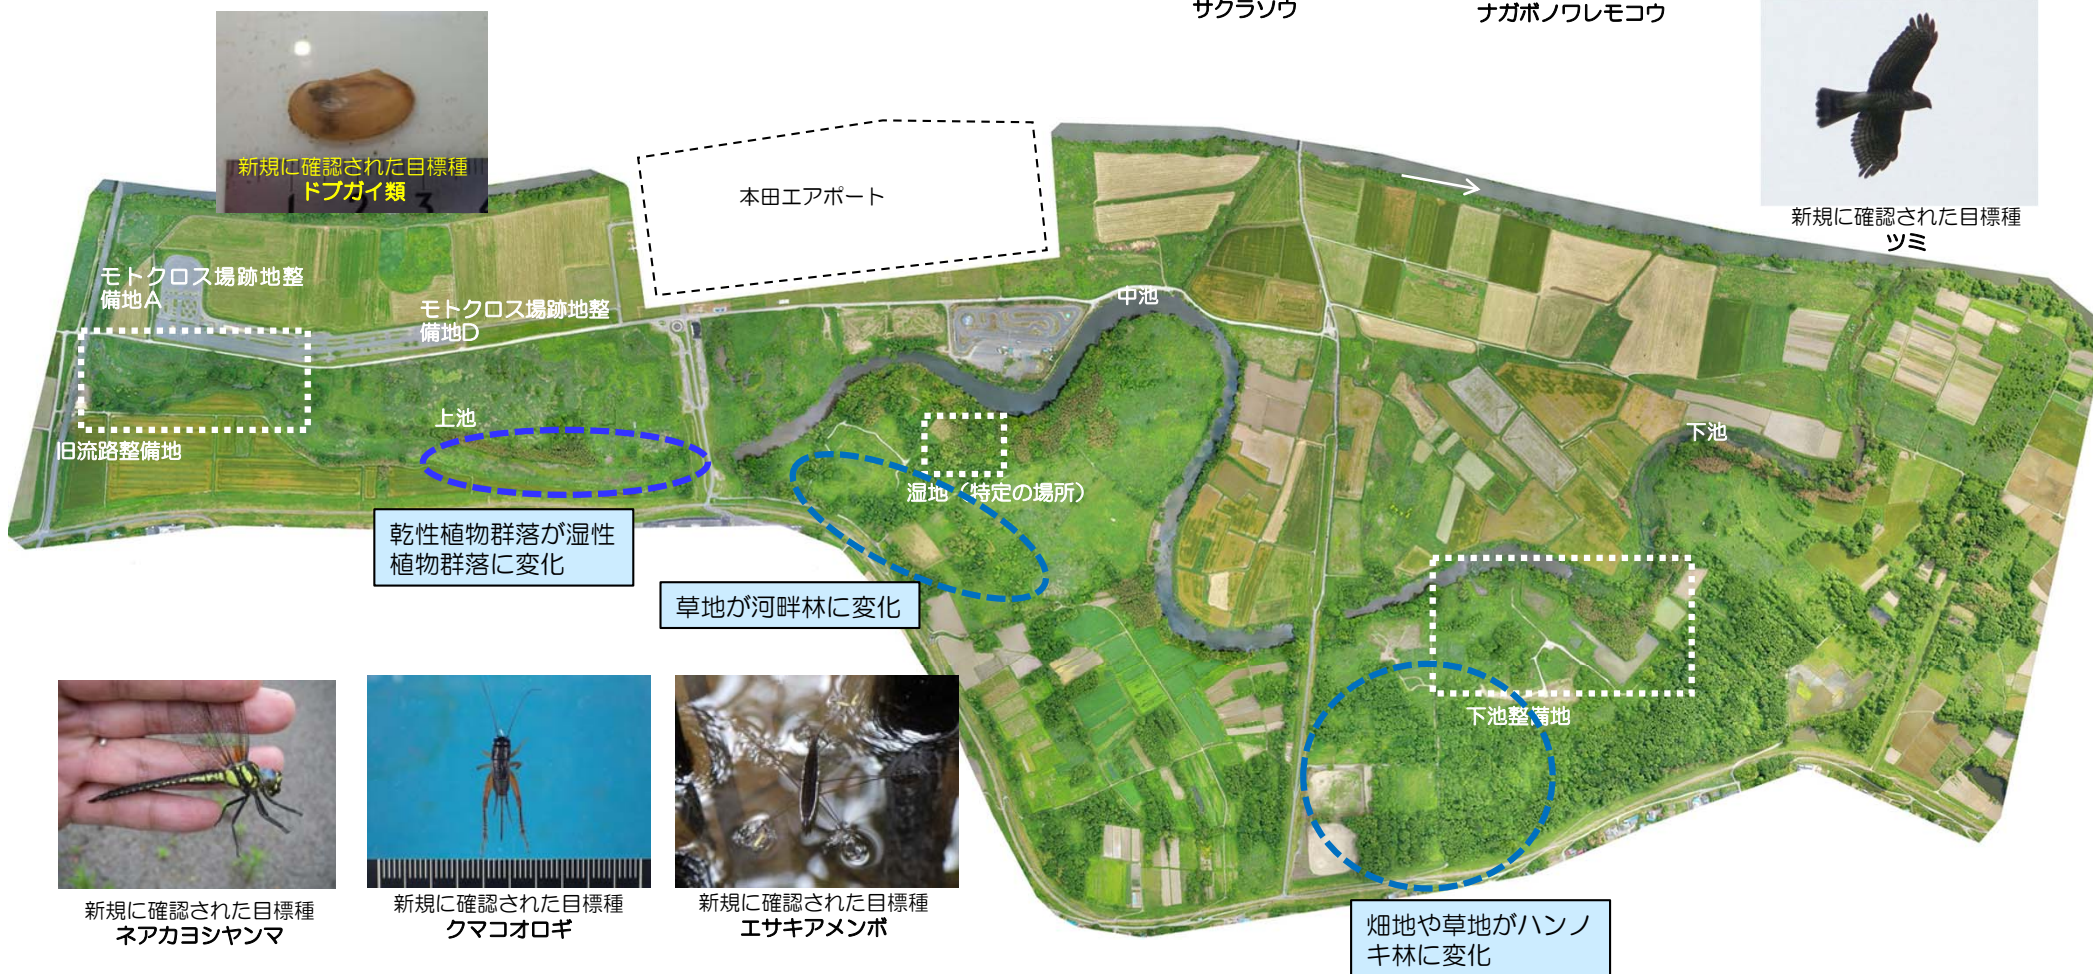 サクラソウ
ナガボノワレモコウ
新規に確認された目標種
ドブガイ類
1 2 3
本田エアポート
新規に確認された目標種
ツミ
モトクロス場跡地整
備地A
モトクロス場跡地整
備地D
中池
上池
旧流路整備地
下池
湿地（特定の場所）
乾性植物群落が湿性
植物群落に変化
草地が河畔林に変化
下池整備地
新規に確認された目標種
ネアカヨシヤンマ
新規に確認された目標種
クマコオロギ
新規に確認された目標種
エサキアメンボ
畑地や草地がハンノ
キ林に変化